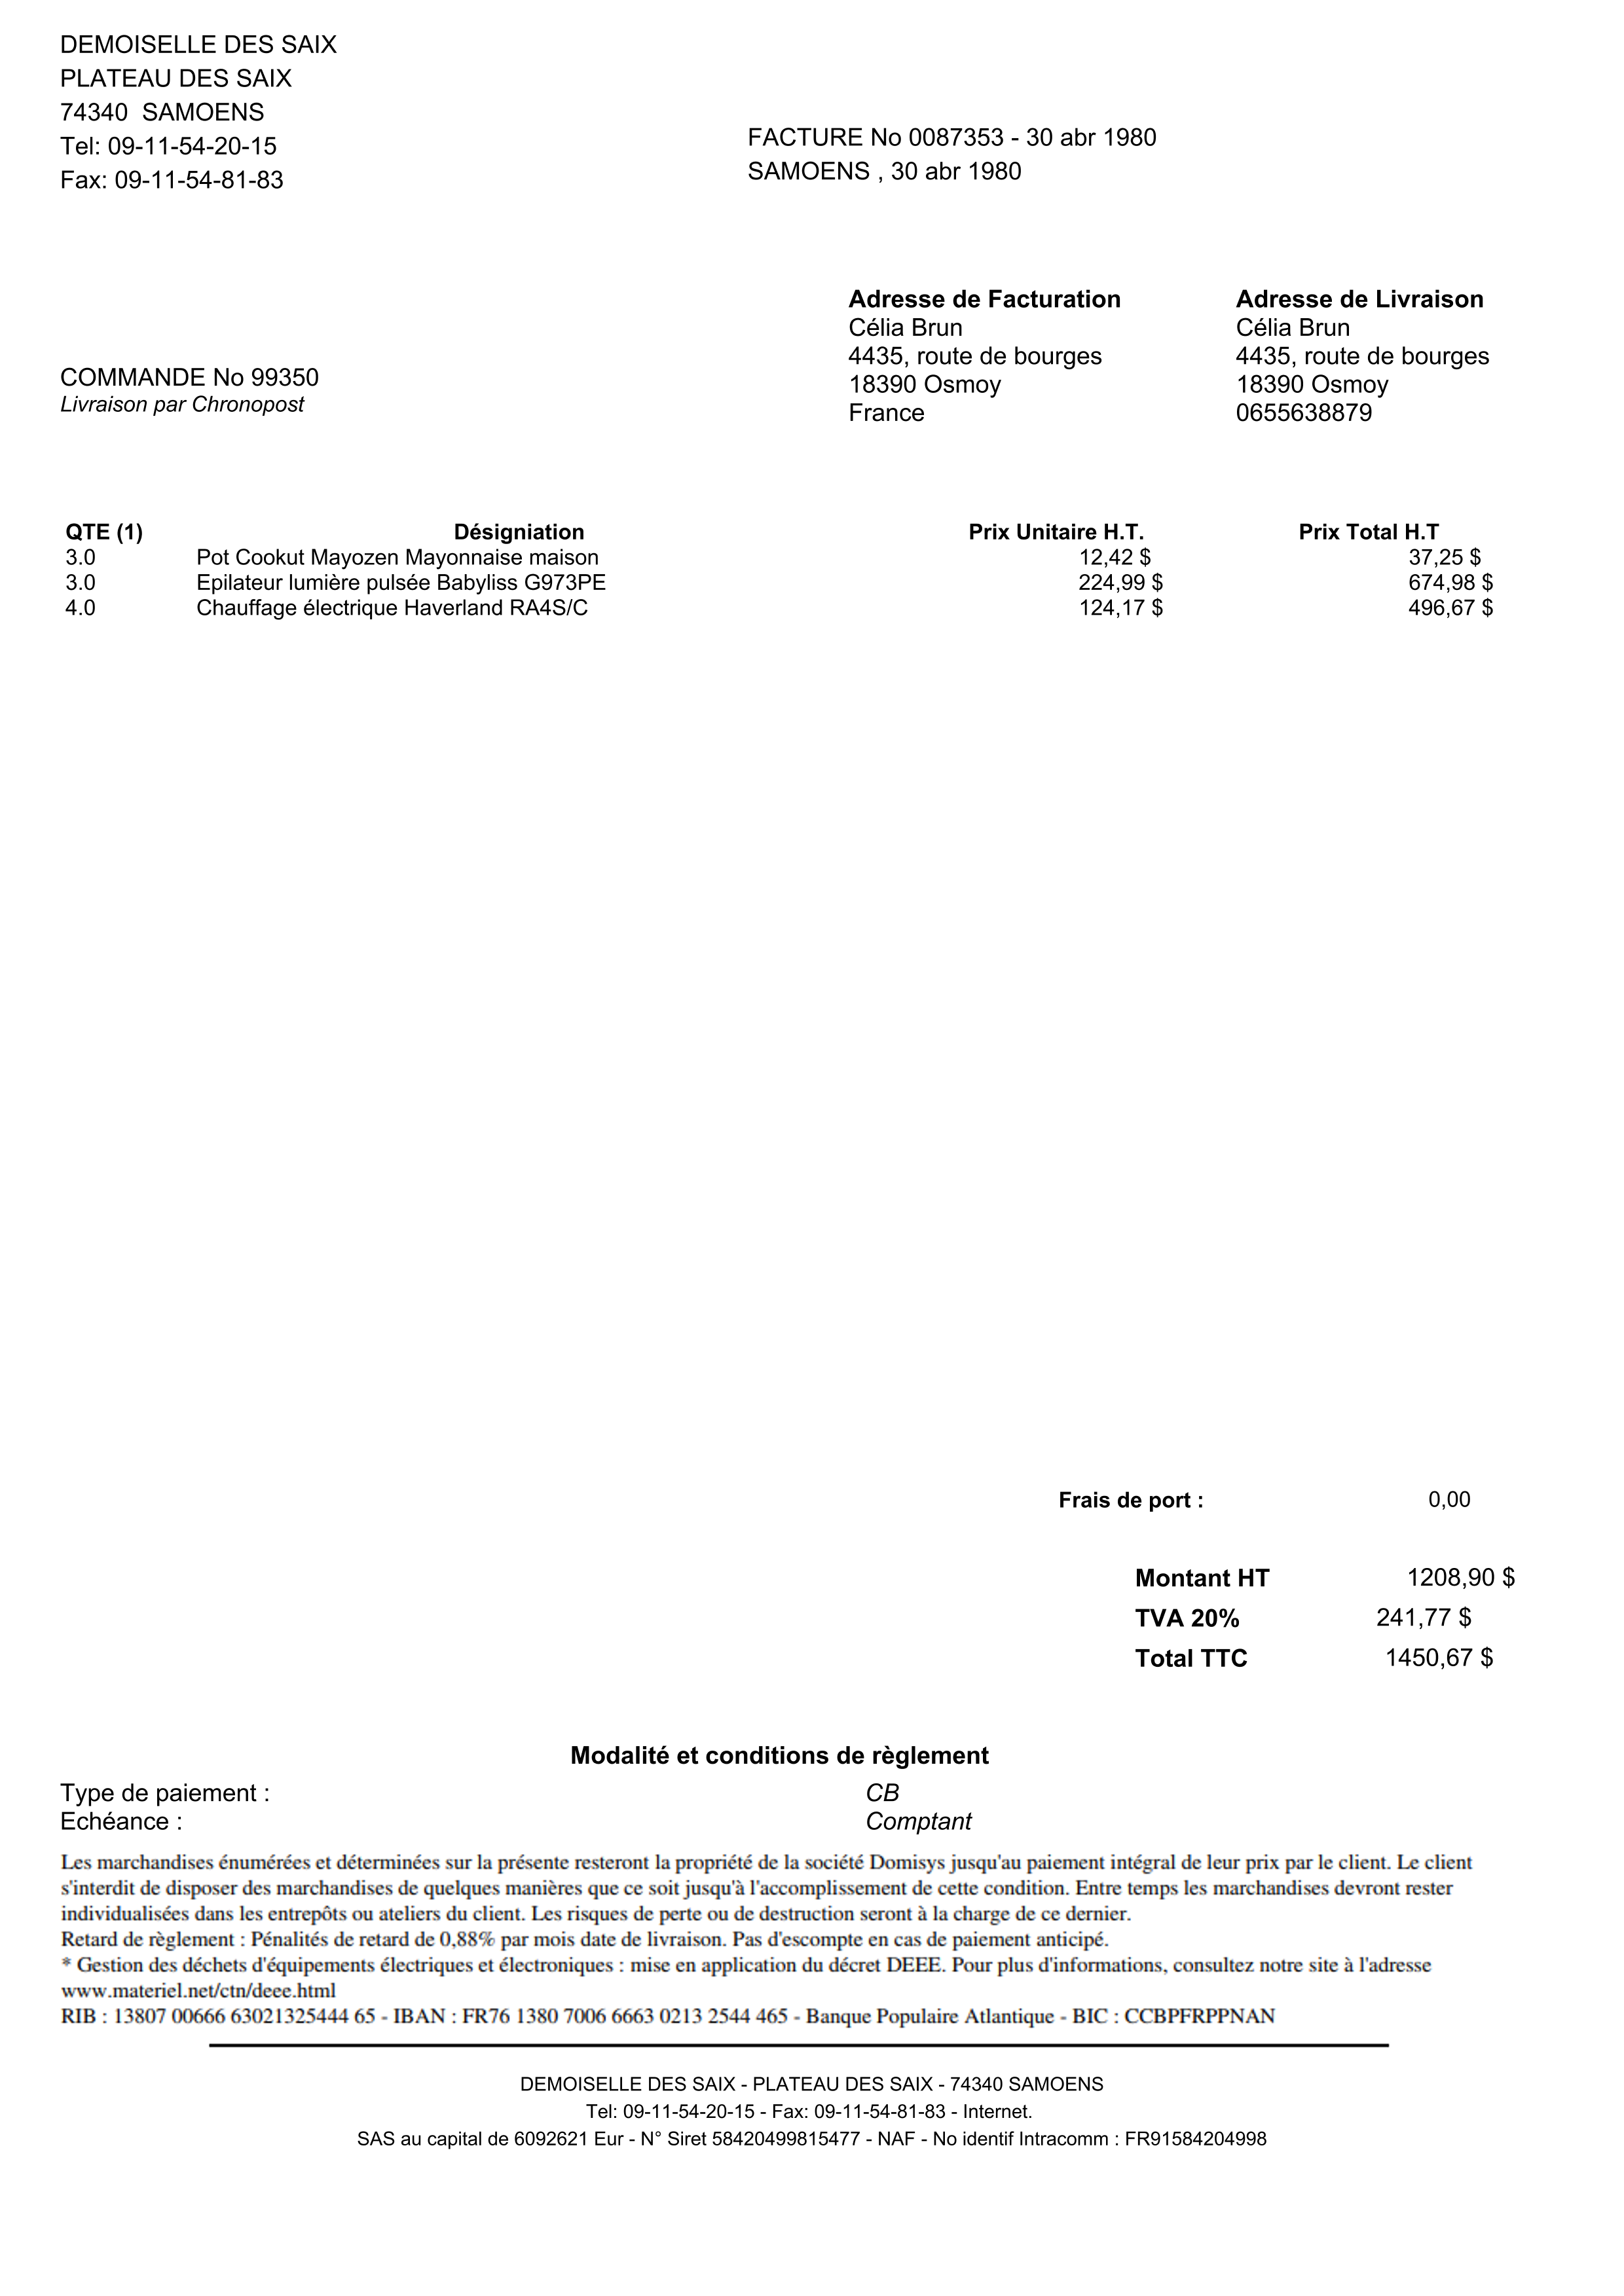 DEMOISELLE DES SAIX
PLATEAU DES SAIX
74340  SAMOENS
Tel: 09-11-54-20-15
Fax: 09-11-54-81-83
FACTURE No 0087353 - 30 abr 1980
SAMOENS , 30 abr 1980
COMMANDE No 99350
Livraison par Chronopost
Adresse de Facturation
Célia Brun
4435, route de bourges
18390 Osmoy
France
Adresse de Livraison
Célia Brun
4435, route de bourges
18390 Osmoy
0655638879
QTE (1) Désigniation Prix Unitaire H.T. Prix Total H.T
3.0 Pot Cookut Mayozen Mayonnaise maison 12,42 $ 37,25 $
3.0 Epilateur lumière pulsée Babyliss G973PE 224,99 $ 674,98 $
4.0 Chauffage électrique Haverland RA4S/C 124,17 $ 496,67 $
Frais de port : 0,00
Montant HT 1208,90 $
TVA 20% 241,77 $
Total TTC 1450,67 $
Modalité et conditions de règlement
Type de paiement : CB
Echéance : Comptant
Les marchandises énumérées et déterminées sur la présente resteront la propriété de la société Domisys jusqu'au paiement intégral de leur prix par le client. Le client
s'interdit de disposer des marchandises de quelques manières que ce soit jusqu'à l'accomplissement de cette condition. Entre temps les marchandises devront rester
individualisées dans les entrepôts ou ateliers du client. Les risques de perte ou de destruction seront à la charge de ce dernier.
Retard de règlement : Pénalités de retard de 0,88% par mois date de livraison. Pas d'escompte en cas de paiement anticipé.
* Gestion des déchets d'équipements électriques et électroniques : mise en application du décret DEEE. Pour plus d'informations, consultez notre site à l'adresse
www.materiel.net/ctn/deee.html
RIB : 13807 00666 63021325444 65 - IBAN : FR76 1380 7006 6663 0213 2544 465 - Banque Populaire Atlantique - BIC : CCBPFRPPNAN
DEMOISELLE DES SAIX - PLATEAU DES SAIX - 74340 SAMOENS
Tel: 09-11-54-20-15 - Fax: 09-11-54-81-83 - Internet.
SAS au capital de 6092621 Eur - N° Siret 58420499815477 - NAF - No identif Intracomm : FR91584204998